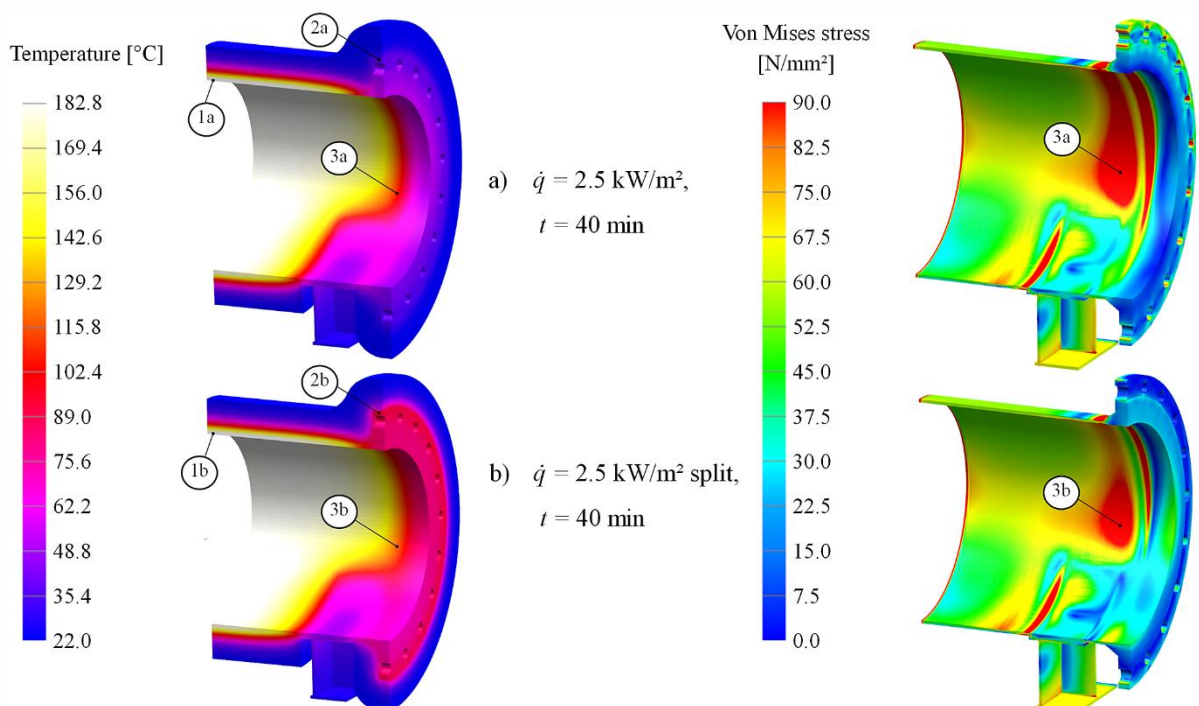 Temperature [°C]
182.8
169.4
156.0
142.6
129.2
115.8
102.4
89.0
75.6
62.2
48.8
35.4
22.0
2a
1a
3a
a) q̇ = 2.5 kW/m²,
t = 40 min
2b
1b
3b
b) q̇ = 2.5 kW/m² split,
t = 40 min
Von Mises stress
[N/mm²]
90.0
82.5
75.0
67.5
60.0
52.5
45.0
37.5
30.0
22.5
15.0
7.5
0.0
3a
3b